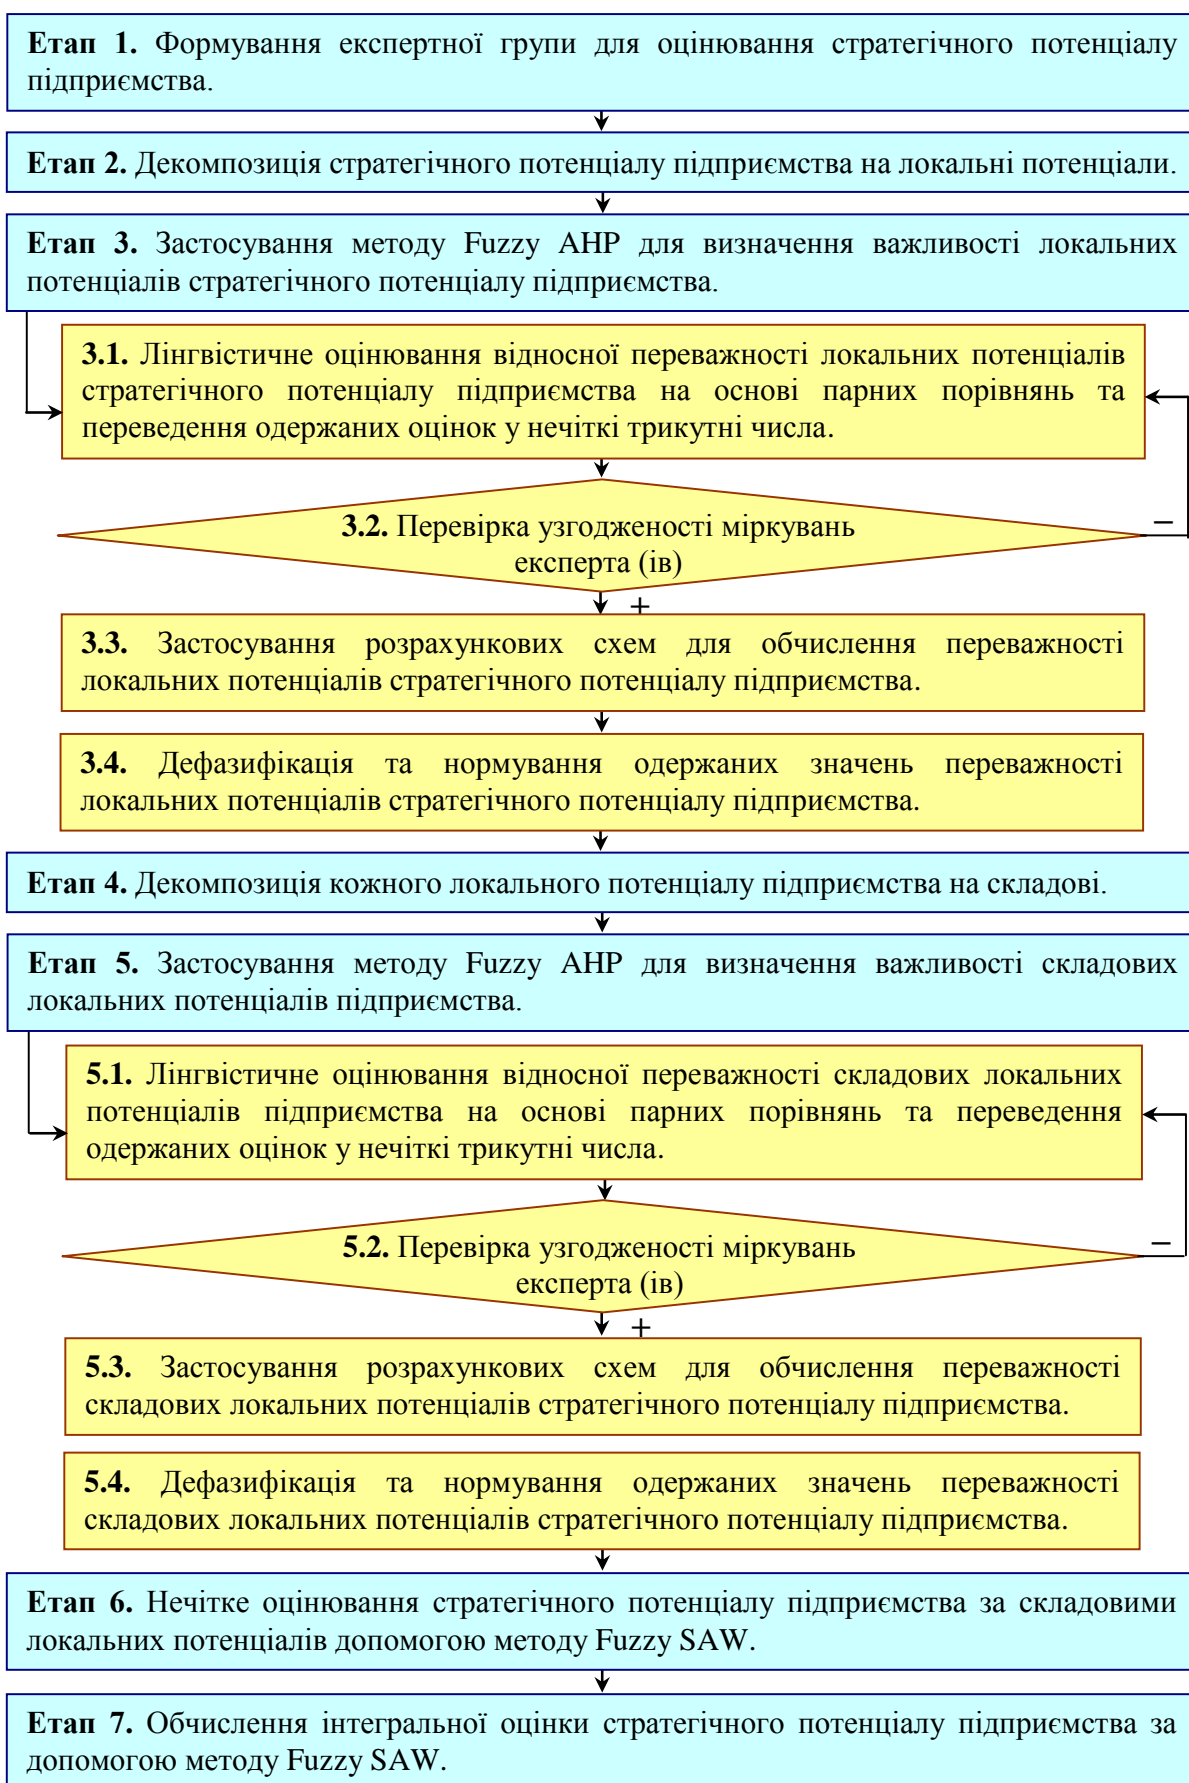 Етап 1. Формування експертної групи для оцінювання стратегічного потенціалу
підприємства.
Етап 2. Декомпозиція стратегічного потенціалу підприємства на локальні потенціали.
Етап 3. Застосування методу Fuzzy AHP для визначення важливості локальних
потенціалів стратегічного потенціалу підприємства.
3.1. Лінгвістичне оцінювання відносної переважності локальних потенціалів
стратегічного потенціалу підприємства на основі парних порівнянь та
переведення одержаних оцінок у нечіткі трикутні числа.
3.2. Перевірка узгодженості міркувань
експерта (ів)
–
+
3.3. Застосування розрахункових схем для обчислення переважності
локальних потенціалів стратегічного потенціалу підприємства.
3.4. Дефазифікація та нормування одержаних значень переважності
локальних потенціалів стратегічного потенціалу підприємства.
Етап 4. Декомпозиція кожного локального потенціалу підприємства на складові.
Етап 5. Застосування методу Fuzzy AHP для визначення важливості складових
локальних потенціалів підприємства.
5.1. Лінгвістичне оцінювання відносної переважності складових локальних
потенціалів підприємства на основі парних порівнянь та переведення
одержаних оцінок у нечіткі трикутні числа.
5.2. Перевірка узгодженості міркувань
експерта (ів)
–
+
5.3. Застосування розрахункових схем для обчислення переважності
складових локальних потенціалів стратегічного потенціалу підприємства.
5.4. Дефазифікація та нормування одержаних значень переважності
складових локальних потенціалів стратегічного потенціалу підприємства.
Етап 6. Нечітке оцінювання стратегічного потенціалу підприємства за складовими
локальних потенціалів допомогою методу Fuzzy SAW.
Етап 7. Обчислення інтегральної оцінки стратегічного потенціалу підприємства за
допомогою методу Fuzzy SAW.